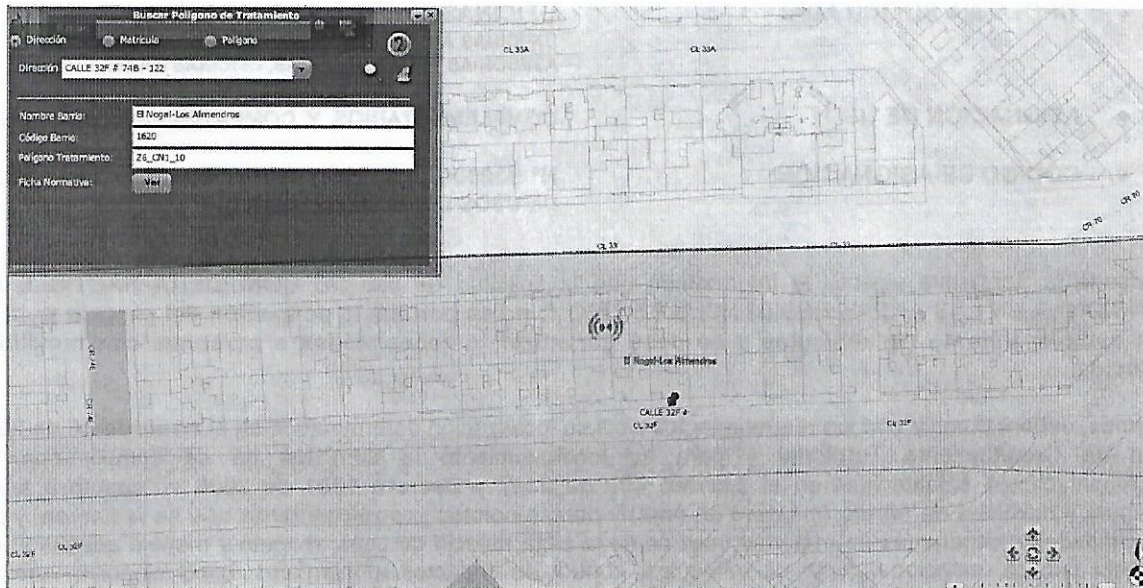 Buscar Polígono de Tratamiento
Dirección
Matrícula
Polígono
Dirección CALLE 32F # 74B - 122
Nombre Barrio: El Nogal-Los Almendros
Código Barrio: 1620
Polígono Tratamiento: Z6_CN1_10
Ficha Normativa: Ver
CL 33A
CL 33A
CR 70
CL 33
CL 33
El Nogal-Los Almendros
CALLE 32F #
CL 32F
CL 32F
CL 32F
CL 32F